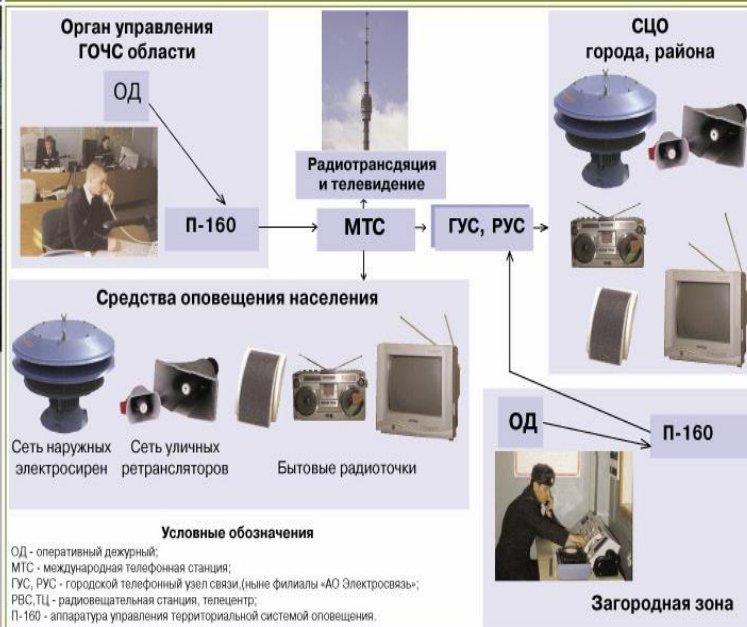 Орган управления
ГОЧС области
ОД
П-160
Радиотрансдяция
и телевидение
МТС
ГУС, РУС
СЦО
города, района
Средства оповещения населения
Сеть наружных
электросирен
Сеть уличных
ретрансляторов
Бытовые радиоточки
ОД
П-160
Загородная зона
Условные обозначения
ОД - оперативный дежурный;
МТС - международная телефонная станция;
ГУС, РУС - городской телефонный узел связи,(ныне филиалы «АО Электросвязь»;
РВС,ТЦ - радиовещательная станция, телецентр;
П-160 - аппаратура управления территориальной системой оповещения.